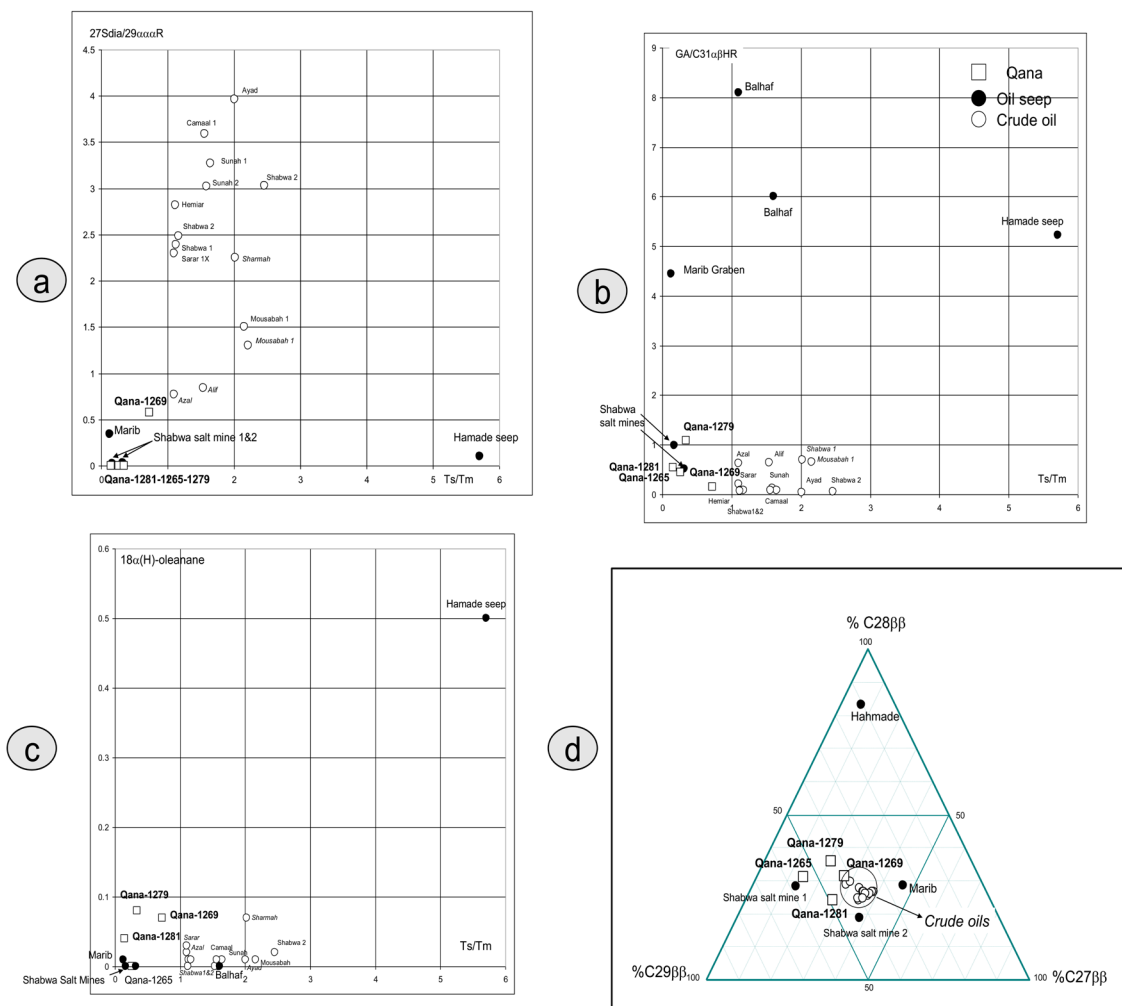 27Sdia/29αααR
4.5
4
3.5
3
2.5
2
1.5
1
0.5
0
0
1
2
3
4
5
6
Ts/Tm
Ayad
Camaal 1
Sunah 1
Sunah 2
Shabwa 2
Hemiar
Shabwa 2
Shabwa 1
Sarar 1X
Sharmah
Mousabah 1
Mousabah 1
Alif
Azal
Qana-1269
Marib
Shabwa salt mine 1&2
Hamade seep
Qana-1281-1265-1279
a
GA/C31αβHR
9
8
7
6
5
4
3
2
1
0
0
1
2
3
4
5
6
Ts/Tm
Qana
Oil seep
Crude oil
Balhaf
Balhaf
Hamade seep
Marib Graben
Shabwa
salt mines
Qana-1279
Qana-1281
Qana-1265
Qana-1269
Azal
Alif
Shabwa 1
Mousabah 1
Sarar
Sunah
Ayad
Shabwa 2
Hemiar
Camaal
Shabwa1&2
b
18α(H)-oleanane
0.6
0.5
0.4
0.3
0.2
0.1
0
0
1
2
3
4
5
6
Ts/Tm
Hamade seep
Qana-1279
Qana-1269
Sharmah
Qana-1281
Sarar
Azal
Camaal
Sunah
Shabwa 2
Marib
Shabwa Salt Mines
Qana-1265
Shabwa1&2
Balhaf
Ayad
Mousabah
c
% C28ββ
100
Hahmade
50
50
Qana-1279
Qana-1265
Qana-1269
Shabwa salt mine 1
Marib
Qana-1281
Crude oils
Shabwa salt mine 2
%C29ββ
100
50
100
%C27ββ
d